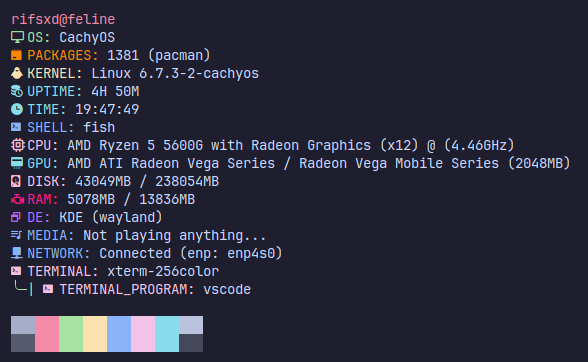 rifsxd@feline
OS: CachyOS
PACKAGES: 1381 (pacman)
KERNEL: Linux 6.7.3-2-cachyos
UPTIME: 4H 50M
TIME: 19:47:49
SHELL: fish
CPU: AMD Ryzen 5 5600G with Radeon Graphics (x12) @ (4.46GHz)
GPU: AMD ATI Radeon Vega Series / Radeon Vega Mobile Series (2048MB)
DISK: 43049MB / 238054MB
RAM: 5078MB / 13836MB
DE: KDE (wayland)
MEDIA: Not playing anything...
NETWORK: Connected (enp: enp4s0)
TERMINAL: xterm-256color
╰─| TERMINAL_PROGRAM: vscode